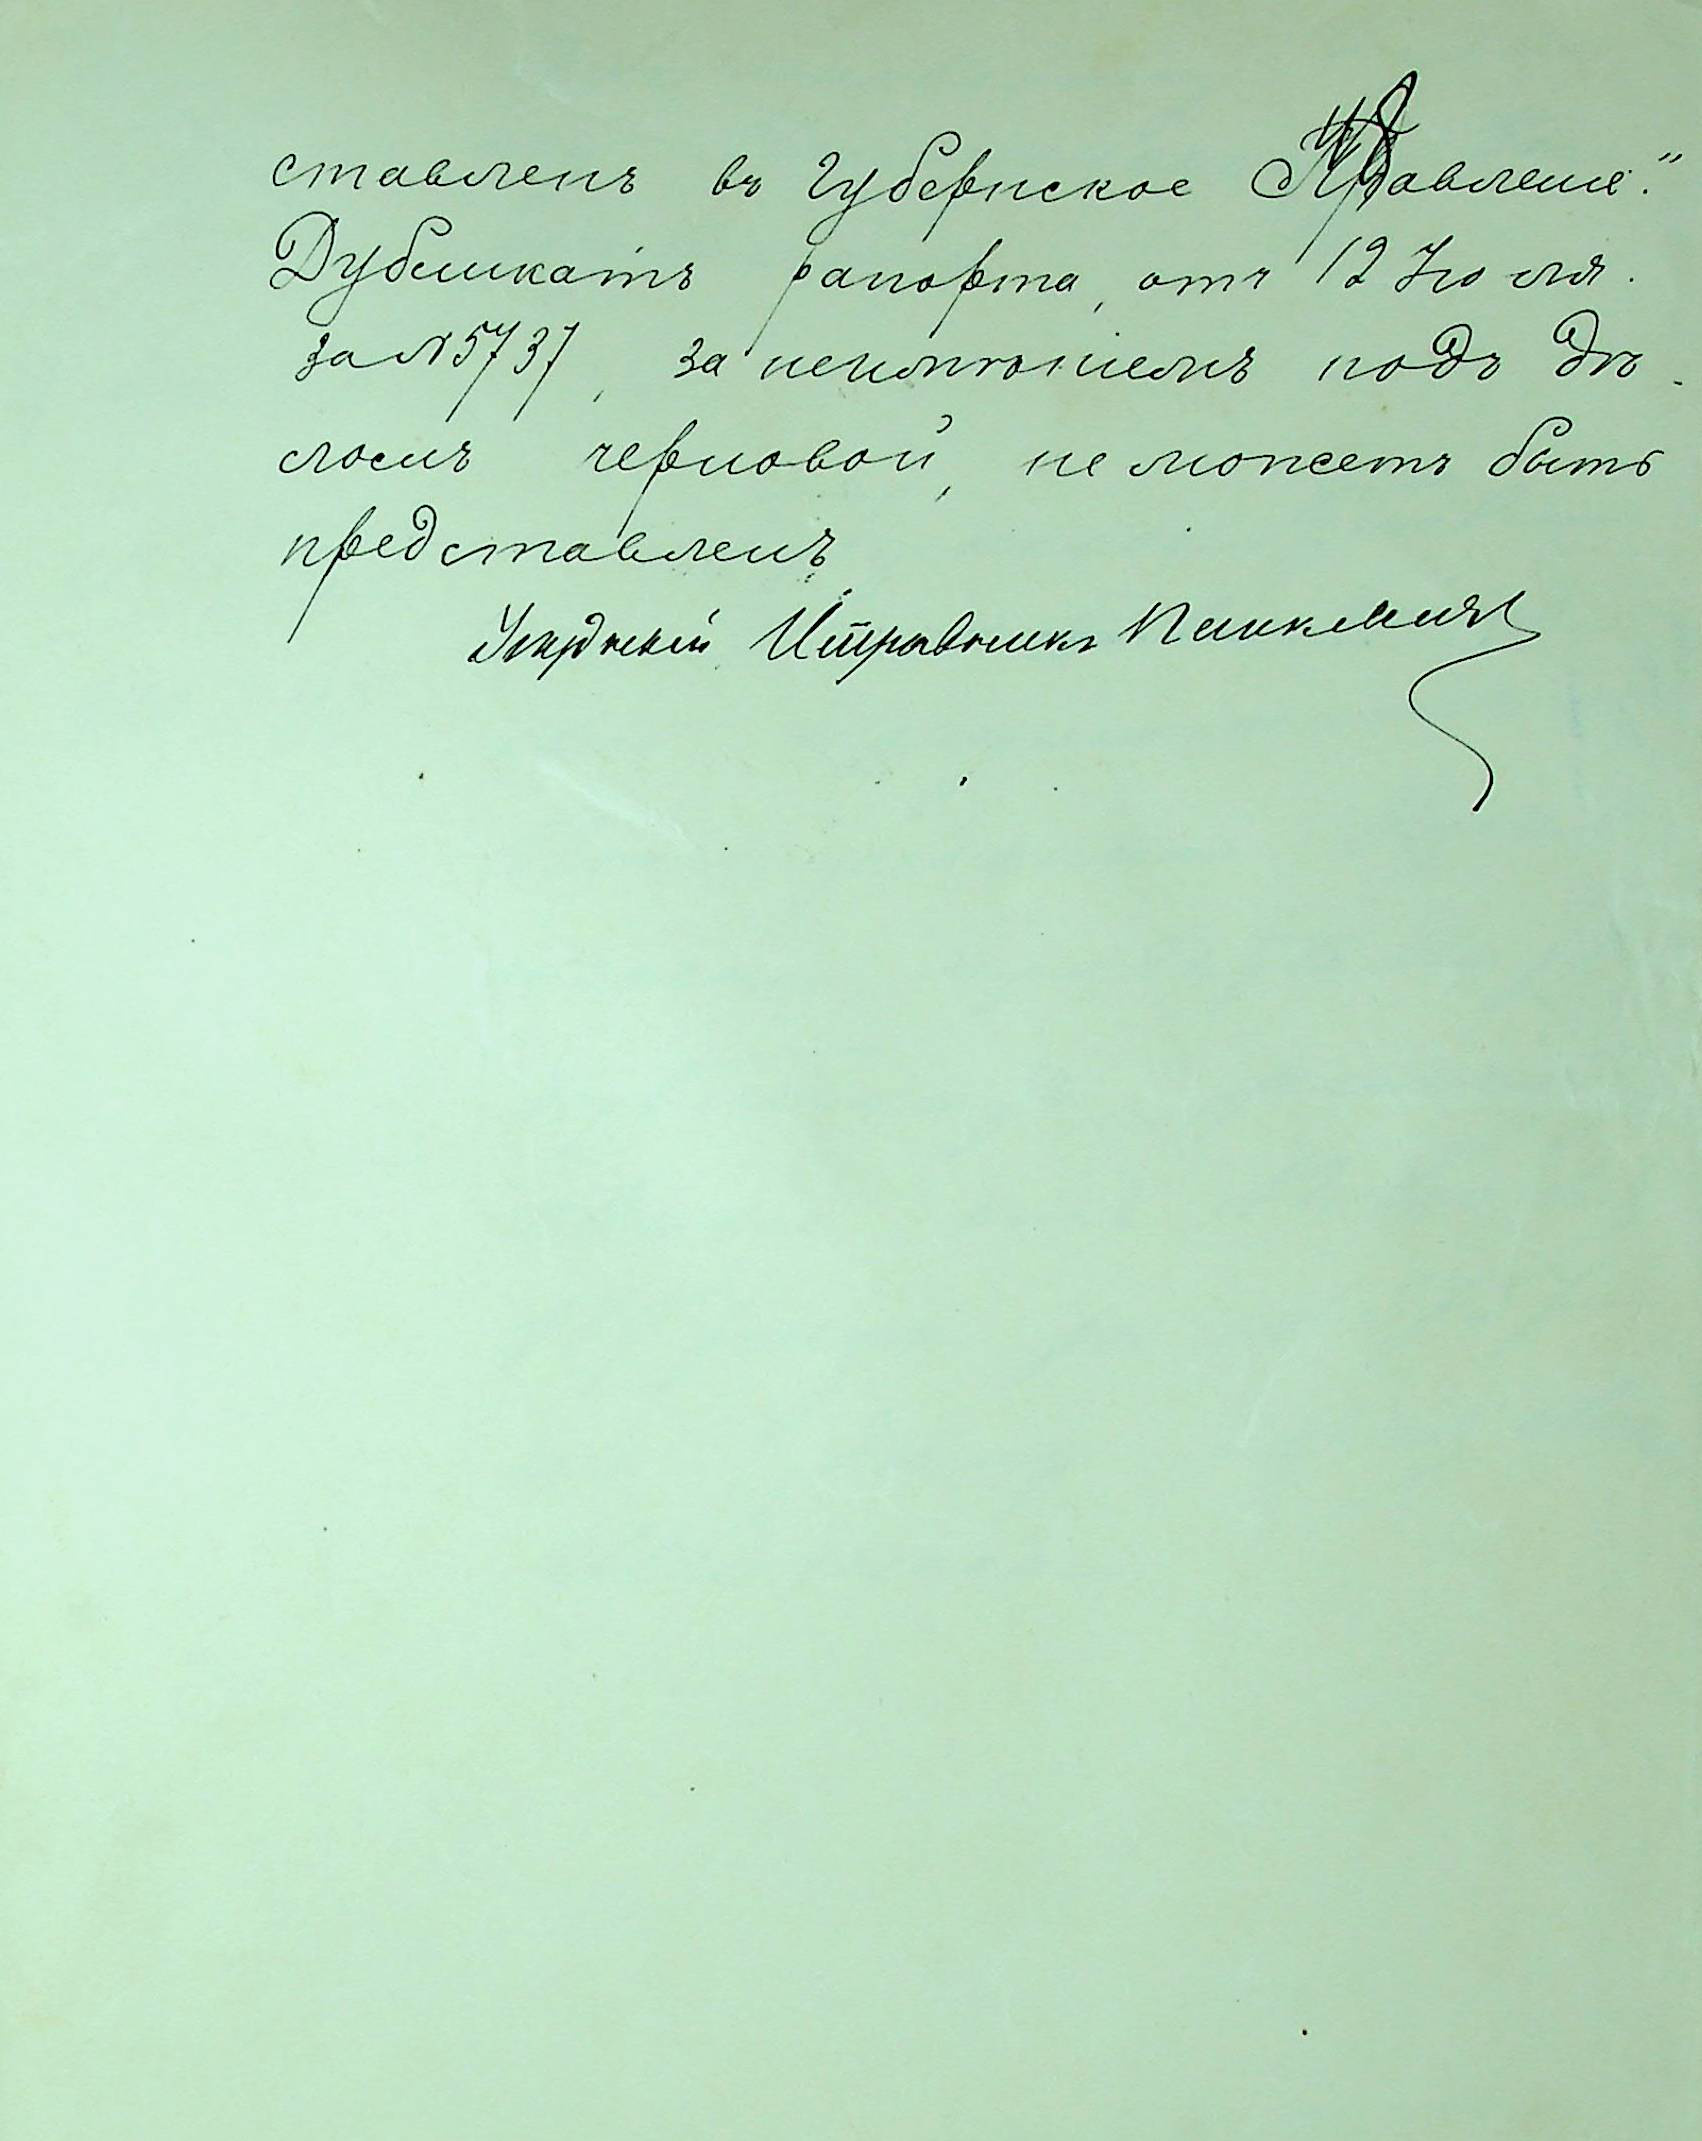 ставленъ въ Губернское Правленіе."
Дубликатъ рапорта, отъ 12 Іюля
за № 5737, за неимѣніемъ подъ дѣ-
ломъ черновой, не можетъ быть
представленъ
Уѣздный Исправникъ